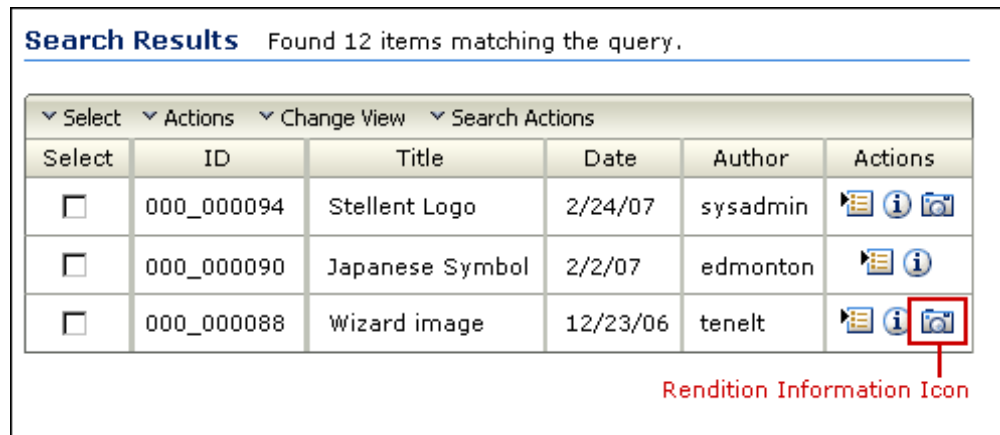 Search Results Found 12 items matching the query.
Select Actions Change View Search Actions
Select ID Title Date Author Actions
000_000094 Stellent Logo 2/24/07 sysadmin
000_000090 Japanese Symbol 2/2/07 edmonton
000_000088 Wizard image 12/23/06 tenelt
Rendition Information Icon